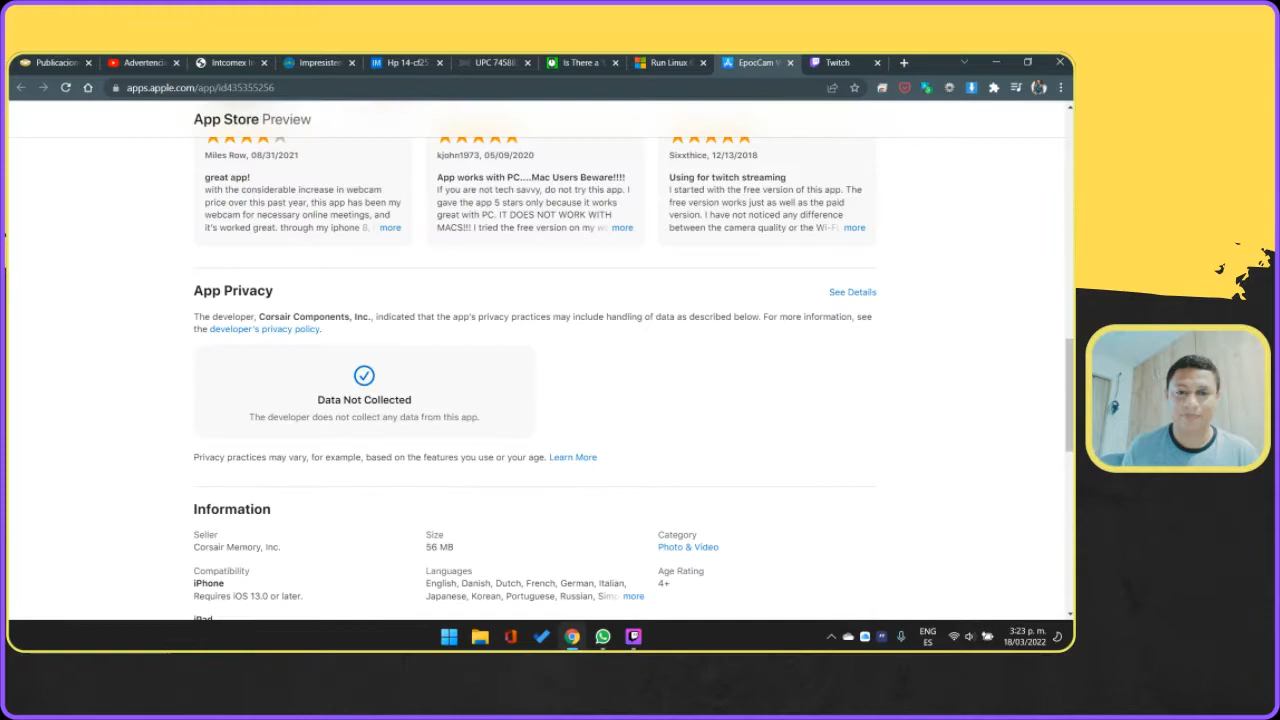 Publicacion
Advertencia
Intcomex
Impresister
Hp 14-cf25
UPC 74588
Is There a
Run Linux
EpocCam
Twitch
apps.apple.com/app/id435355256
App Store Preview
Miles Row, 08/31/2021
great app!
with the considerable increase in webcam
price over this past year, this app has been my
webcam for necessary online meetings, and
it's worked great. through my iphone 8, more
kjohn1973, 05/09/2020
App works with PC....Mac Users Beware!!!!
If you are not tech savvy, do not try this app. I
gave the app 5 stars only because it works
great with PC. IT DOES NOT WORK WITH
MACS!!! I tried the free version on my more
Sixxthice, 12/13/2018
Using for twitch streaming
I started with the free version of this app. The
free version works just as well as the paid
version. I have not noticed any difference
between the camera quality or the Wi-Fi, more
App Privacy
See Details
The developer, Corsair Components, Inc., indicated that the app's privacy practices may include handling of data as described below. For more information, see
the developer's privacy policy.
Data Not Collected
The developer does not collect any data from this app.
Privacy practices may vary, for example, based on the features you use or your age. Learn More
Information
Seller
Corsair Memory, Inc.
Size
56 MB
Category
Photo & Video
Compatibility
iPhone
Requires iOS 13.0 or later.
iPad
Languages
English, Danish, Dutch, French, German, Italian,
Japanese, Korean, Portuguese, Russian, more
Age Rating
4+
ENG
ES
3:23 p. m.
18/03/2022